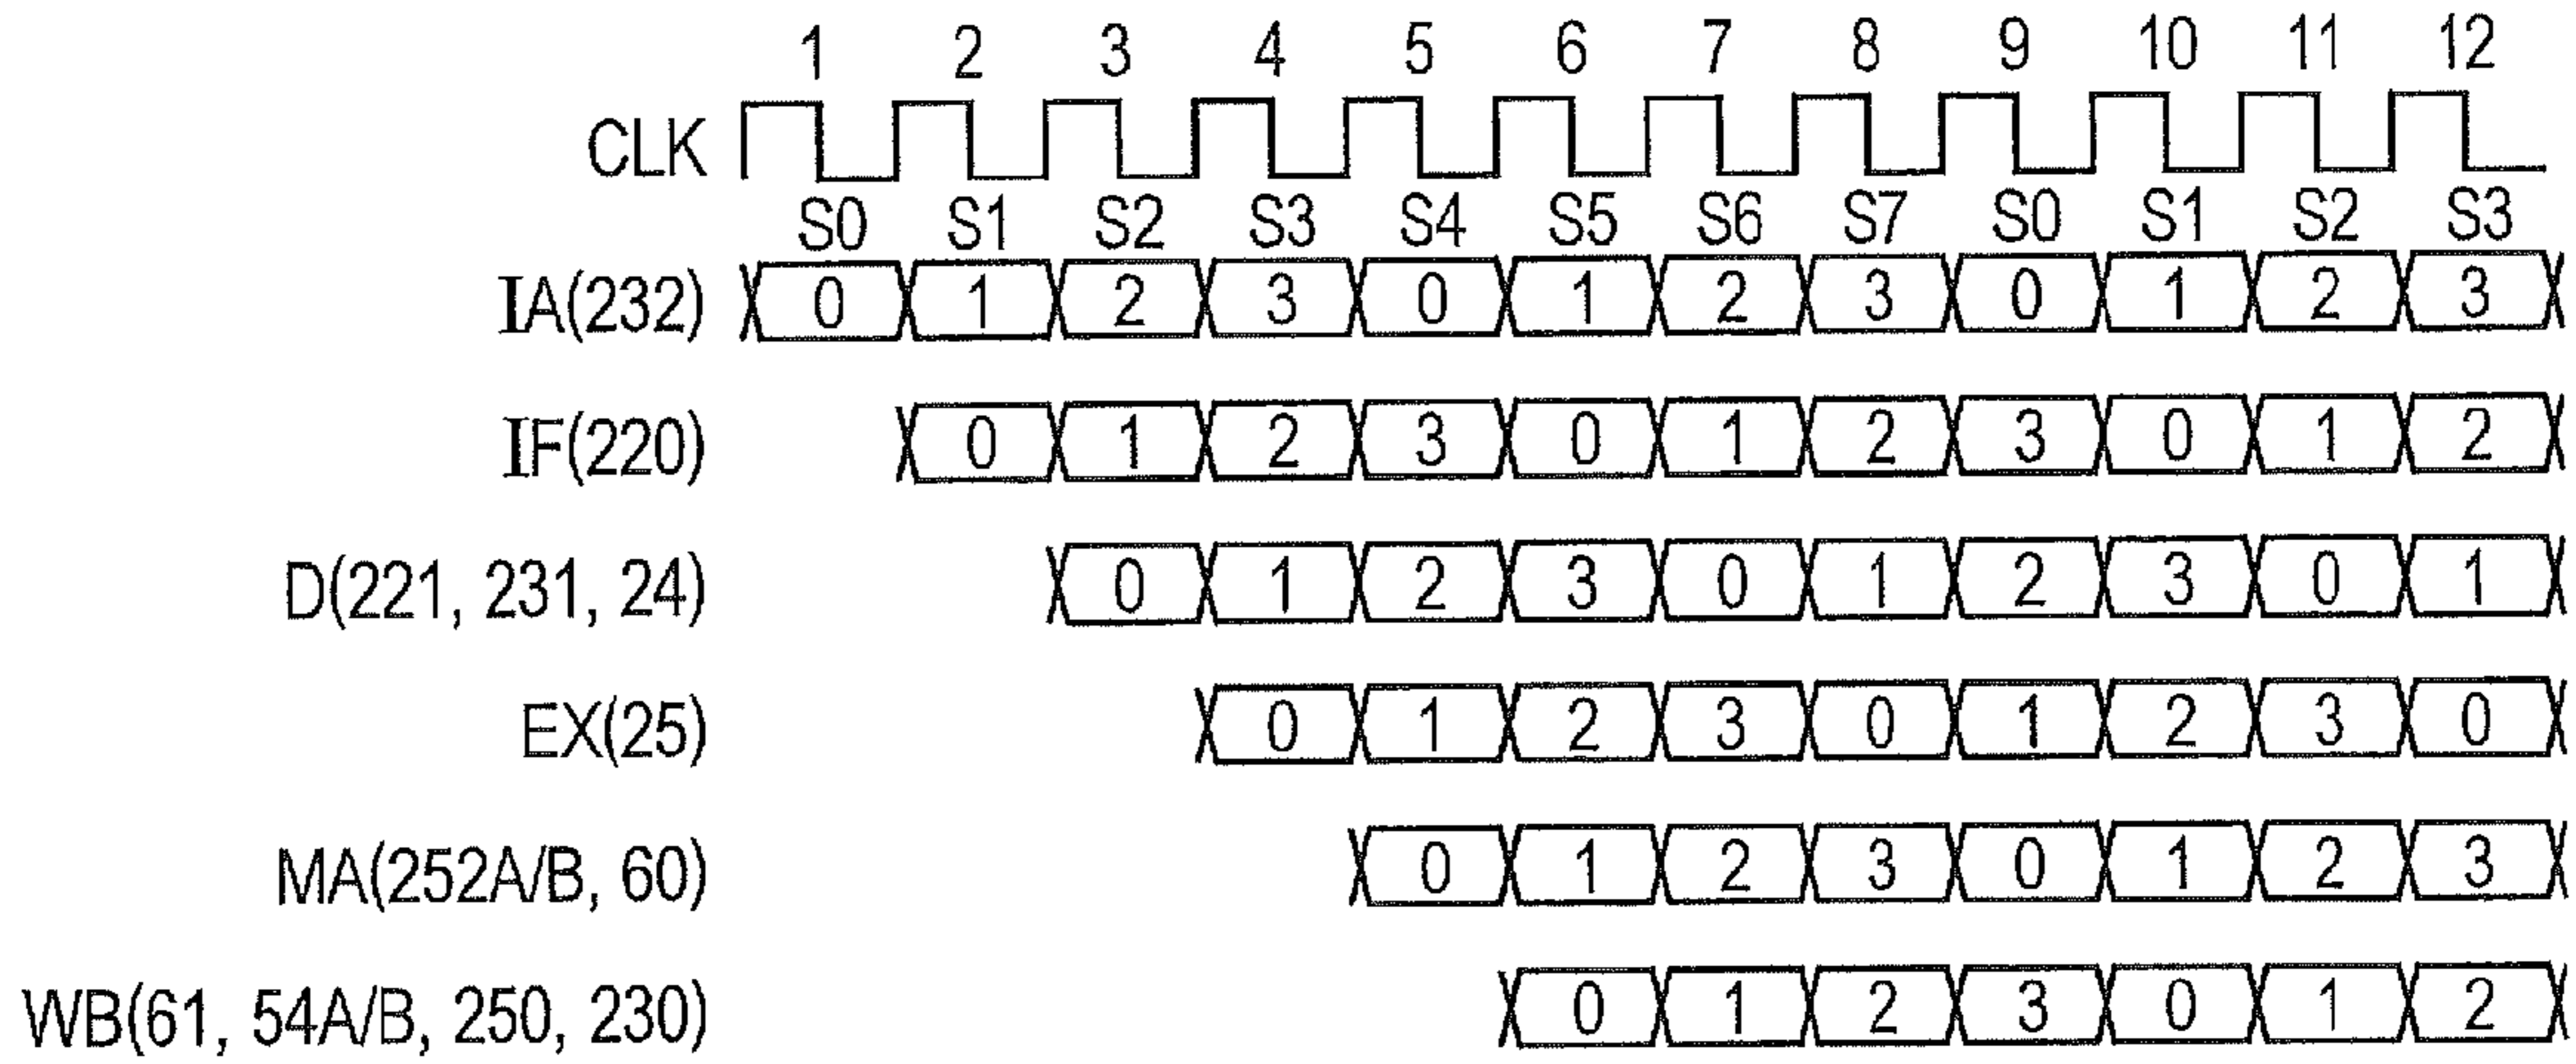 1 2 3 4 5 6 7 8 9 10 11 12
CLK
S0 S1 S2 S3 S4 S5 S6 S7 S0 S1 S2 S3
IA(232) 0 1 2 3 0 1 2 3 0 1 2 3
IF(220) 0 1 2 3 0 1 2 3 0 1 2
D(221, 231, 24) 0 1 2 3 0 1 2 3 0 1
EX(25) 0 1 2 3 0 1 2 3 0
MA(252A/B, 60) 0 1 2 3 0 1 2 3
WB(61, 54A/B, 250, 230) 0 1 2 3 0 1 2